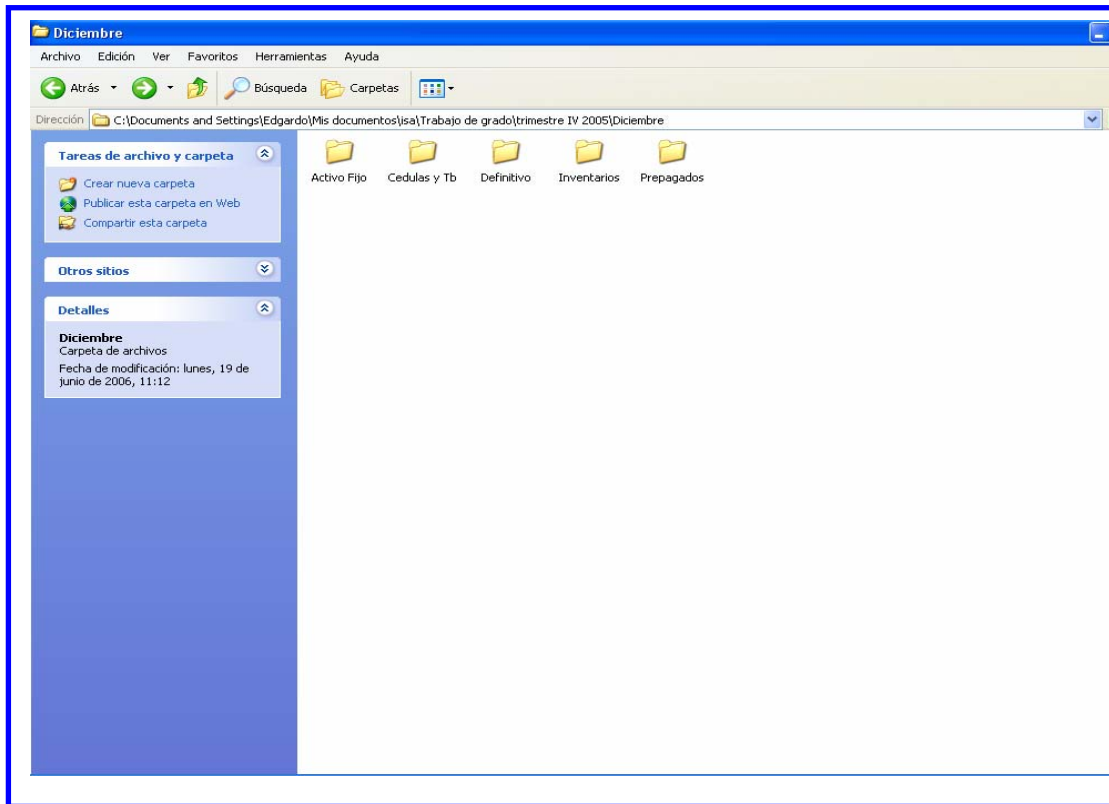 Diciembre
Archivo Edición Ver Favoritos Herramientas Ayuda
Atrás Búsqueda Carpetas
Dirección C:\Documents and Settings\Edgardo\Mis documentos\isa\Trabajo de grado\trimestre IV 2005\Diciembre
Tareas de archivo y carpeta
Crear nueva carpeta
Publicar esta carpeta en Web
Compartir esta carpeta
Otros sitios
Detalles
Diciembre
Carpeta de archivos
Fecha de modificación: lunes, 19 de
junio de 2006, 11:12
Activo Fijo Cedulas y Tb Definitivo Inventarios Prepagados